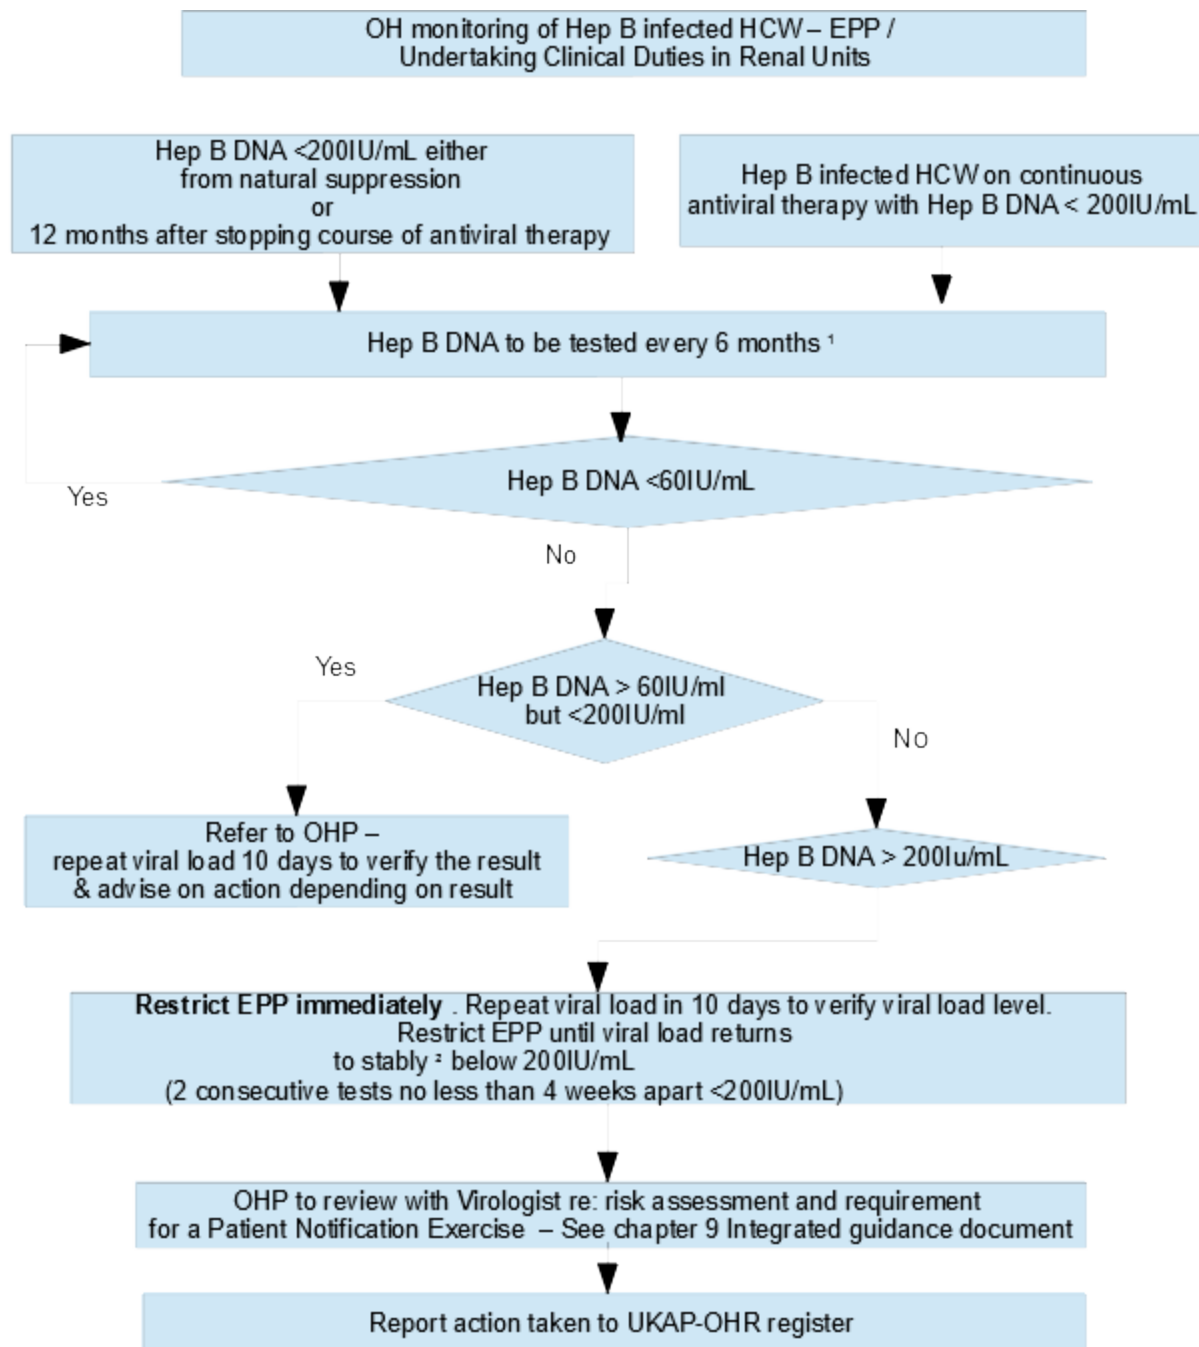 OH monitoring of Hep B infected HCW – EPP /
Undertaking Clinical Duties in Renal Units
Hep B DNA <200IU/mL either
from natural suppression
or
12 months after stopping course of antiviral therapy
Hep B infected HCW on continuous
antiviral therapy with Hep B DNA < 200IU/mL
Hep B DNA to be tested every 6 months ¹
Hep B DNA <60IU/mL
Yes
No
Hep B DNA > 60IU/ml
but <200IU/ml
Yes
No
Refer to OHP –
repeat viral load 10 days to verify the result
& advise on action depending on result
Hep B DNA > 200Iu/mL
Restrict EPP immediately . Repeat viral load in 10 days to verify viral load level.
Restrict EPP until viral load returns
to stably ² below 200IU/mL
(2 consecutive tests no less than 4 weeks apart <200IU/mL)
OHP to review with Virologist re: risk assessment and requirement
for a Patient Notification Exercise – See chapter 9 Integrated guidance document
Report action taken to UKAP-OHR register